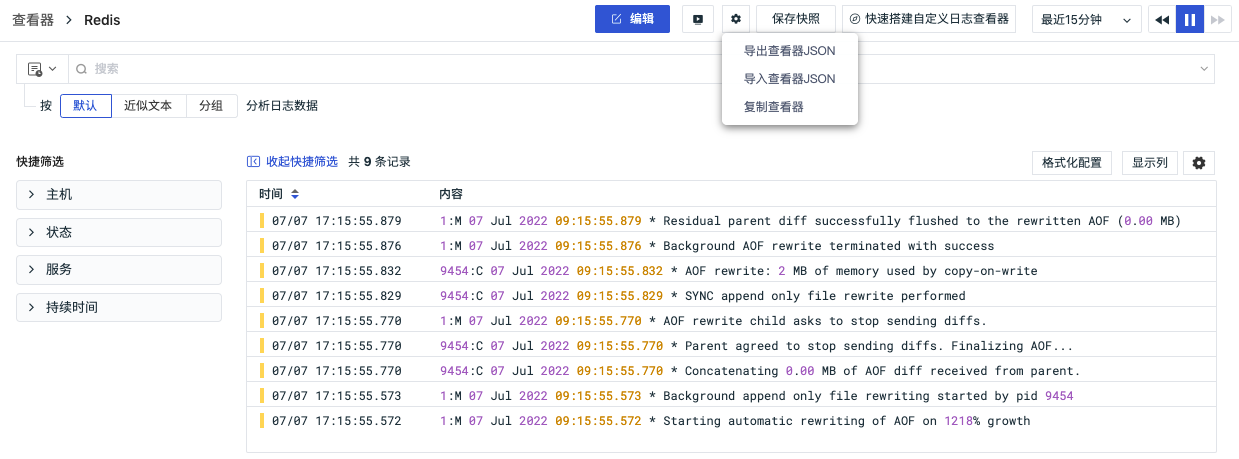 查看器 > Redis
编辑
保存快照
快速搭建自定义日志查看器
最近15分钟
导出查看器JSON
导入查看器JSON
复制查看器
搜索
按 默认 近似文本 分组 分析日志数据
快捷筛选
主机
状态
服务
持续时间
收起快捷筛选 共 9 条记录 格式化配置 显示列
时间 内容
07/07 17:15:55.879 1:M 07 Jul 2022 09:15:55.879 * Residual parent diff successfully flushed to the rewritten AOF (0.00 MB)
07/07 17:15:55.876 1:M 07 Jul 2022 09:15:55.876 * Background AOF rewrite terminated with success
07/07 17:15:55.832 9454:C 07 Jul 2022 09:15:55.832 * AOF rewrite: 2 MB of memory used by copy-on-write
07/07 17:15:55.829 9454:C 07 Jul 2022 09:15:55.829 * SYNC append only file rewrite performed
07/07 17:15:55.770 1:M 07 Jul 2022 09:15:55.770 * AOF rewrite child asks to stop sending diffs.
07/07 17:15:55.770 9454:C 07 Jul 2022 09:15:55.770 * Parent agreed to stop sending diffs. Finalizing AOF...
07/07 17:15:55.770 9454:C 07 Jul 2022 09:15:55.770 * Concatenating 0.00 MB of AOF diff received from parent.
07/07 17:15:55.573 1:M 07 Jul 2022 09:15:55.573 * Background append only file rewriting started by pid 9454
07/07 17:15:55.572 1:M 07 Jul 2022 09:15:55.572 * Starting automatic rewriting of AOF on 1218% growth